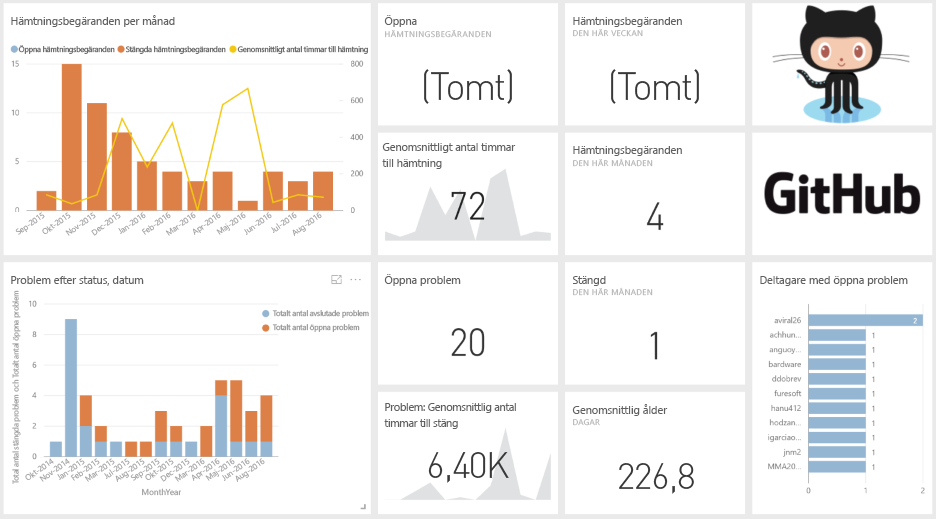 Hämtningsbegäranden per månad
Öppna hämtningsbegäranden Stängda hämtningsbegäranden Genomsnittligt antal timmar till hämtning
15
10
5
0
800
600
400
200
0
Sep-2015 Okt-2015 Nov-2015 Dec-2015 Jan-2016 Feb-2016 Mar-2016 Apr-2016 Maj-2016 Jun-2016 Jul-2016 Aug-2016
Öppna
HÄMTNINGSBEGÄRANDEN
(Tomt)
Hämtningsbegäranden
DEN HÄR VECKAN
(Tomt)
Genomsnittligt antal timmar
till hämtning
72
Hämtningsbegäranden
DEN HÄR MÅNADEN
4
GitHub
Problem efter status, datum
Totalt antal avslutade problem
Totalt antal öppna problem
Total antal stängda problem och Totalt antal öppna problem
10
8
6
4
2
0
Okt-2014 Nov-2014 Jan-2015 Feb-2015 Mar-2015 Jul-2015 Aug-2015 Sep-2015 Okt-2015 Dec-2015 Mar-2016 Apr-2016 Maj-2016 Jun-2016 Aug-2016
MonthYear
Öppna problem
20
Stängd
DEN HÄR MÅNADEN
1
Problem: Genomsnittlig antal
timmar till stäng
6,40K
Genomsnittlig ålder
DAGAR
226,8
Deltagare med öppna problem
aviral26 2
achhun... 1
anguoy... 1
bardware 1
ddobrev 1
furesoft 1
hanu412 1
hodzan... 1
igarciao... 1
jnm2 1
MMA20... 1
0 1 2